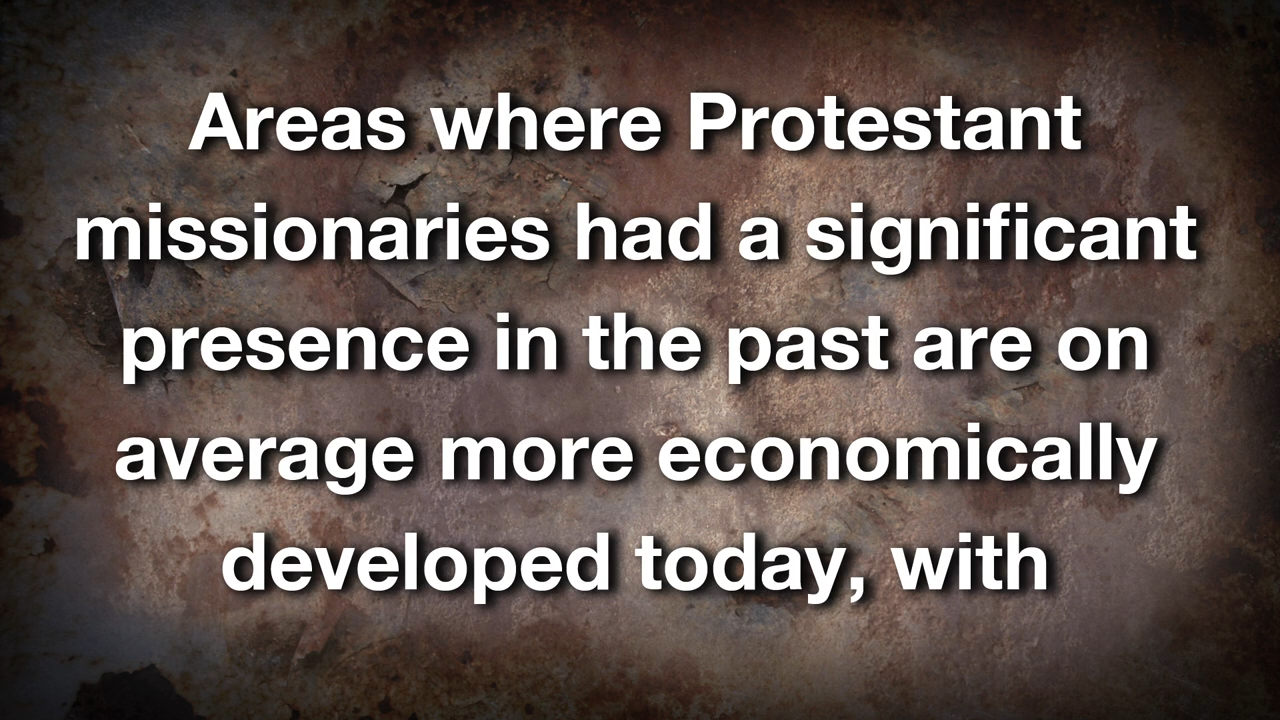 Areas where Protestant
missionaries had a significant
presence in the past are on
average more economically
developed today, with